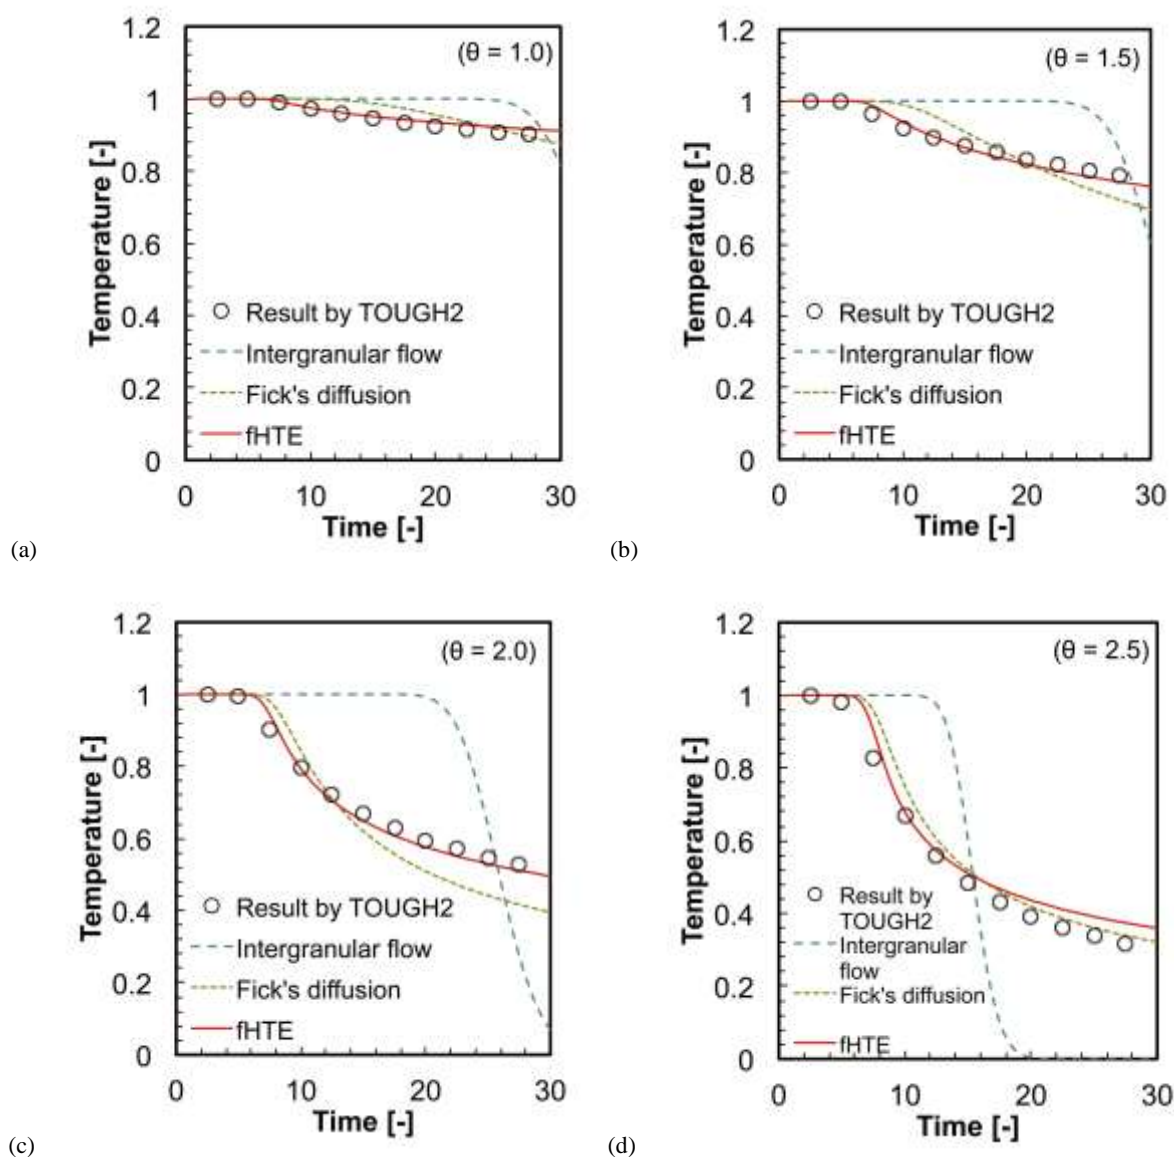 1.2
1
0.8
0.6
0.4
0.2
0
Temperature [-]
(θ = 1.0)
Result by TOUGH2
Intergranular flow
Fick's diffusion
fHTE
0 10 20 30
Time [-]
(a)
1.2
1
0.8
0.6
0.4
0.2
0
Temperature [-]
(θ = 1.5)
Result by TOUGH2
Intergranular flow
Fick's diffusion
fHTE
0 10 20 30
Time [-]
(b)
1.2
1
0.8
0.6
0.4
0.2
0
Temperature [-]
(θ = 2.0)
Result by TOUGH2
Intergranular flow
Fick's diffusion
fHTE
0 10 20 30
Time [-]
(c)
1.2
1
0.8
0.6
0.4
0.2
0
Temperature [-]
(θ = 2.5)
Result by
TOUGH2
Intergranular
flow
Fick's diffusion
fHTE
0 10 20 30
Time [-]
(d)